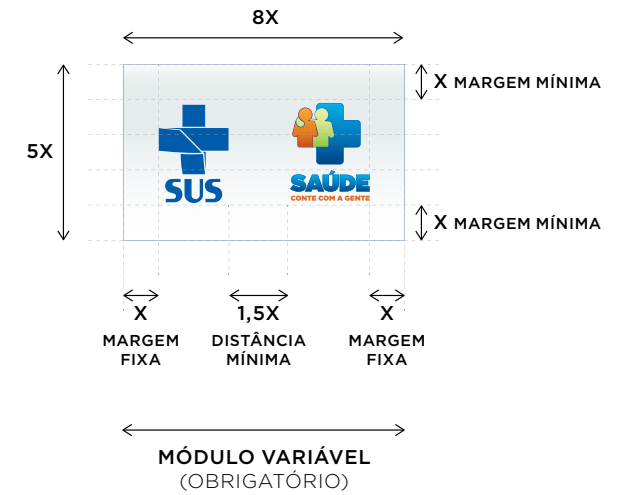 8X
X MARGEM MÍNIMA
5X
SUS
SAÚDE
CONTE COM A GENTE
X MARGEM MÍNIMA
X
MARGEM
FIXA
1,5X
DISTÂNCIA
MÍNIMA
X
MARGEM
FIXA
MÓDULO VARIÁVEL
(OBRIGATÓRIO)